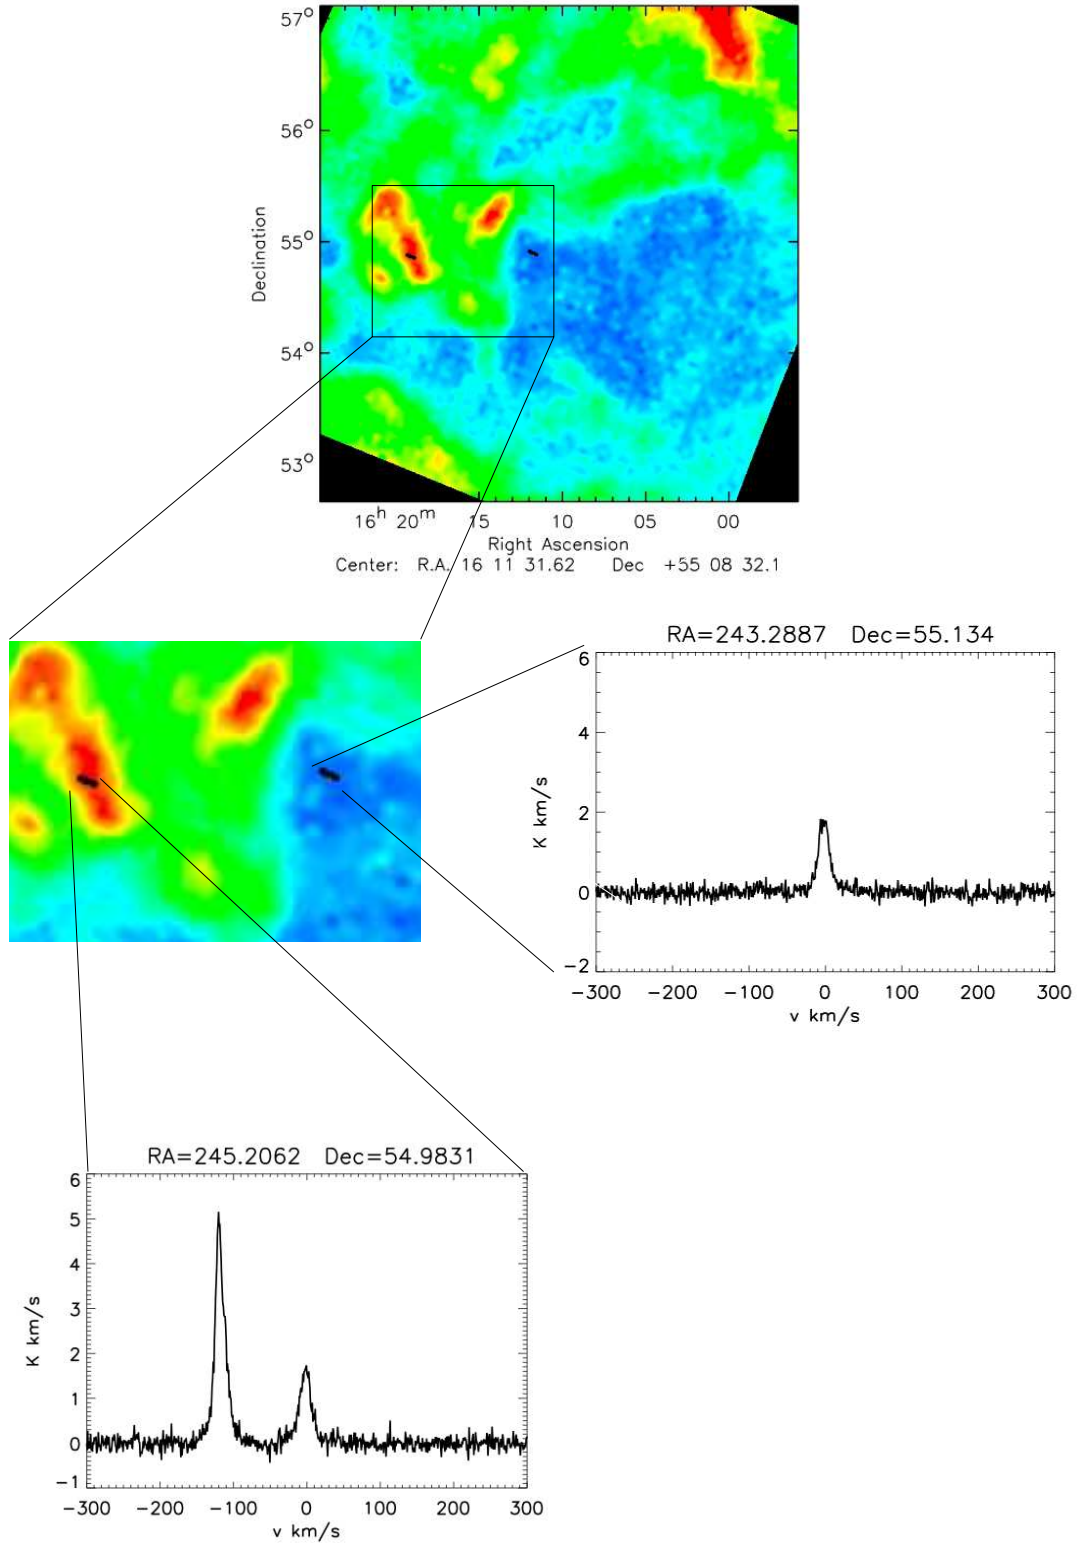 57°
56°
55°
54°
53°
Declination
16h 20m 15 10 05 00
Right Ascension
Center: R.A. 16 11 31.62 Dec +55 08 32.1
RA=243.2887 Dec=55.134
6
4
2
0
-2
K km/s
-300 -200 -100 0 100 200 300
v km/s
RA=245.2062 Dec=54.9831
6
5
4
3
2
1
0
-1
K km/s
-300 -200 -100 0 100 200 300
v km/s